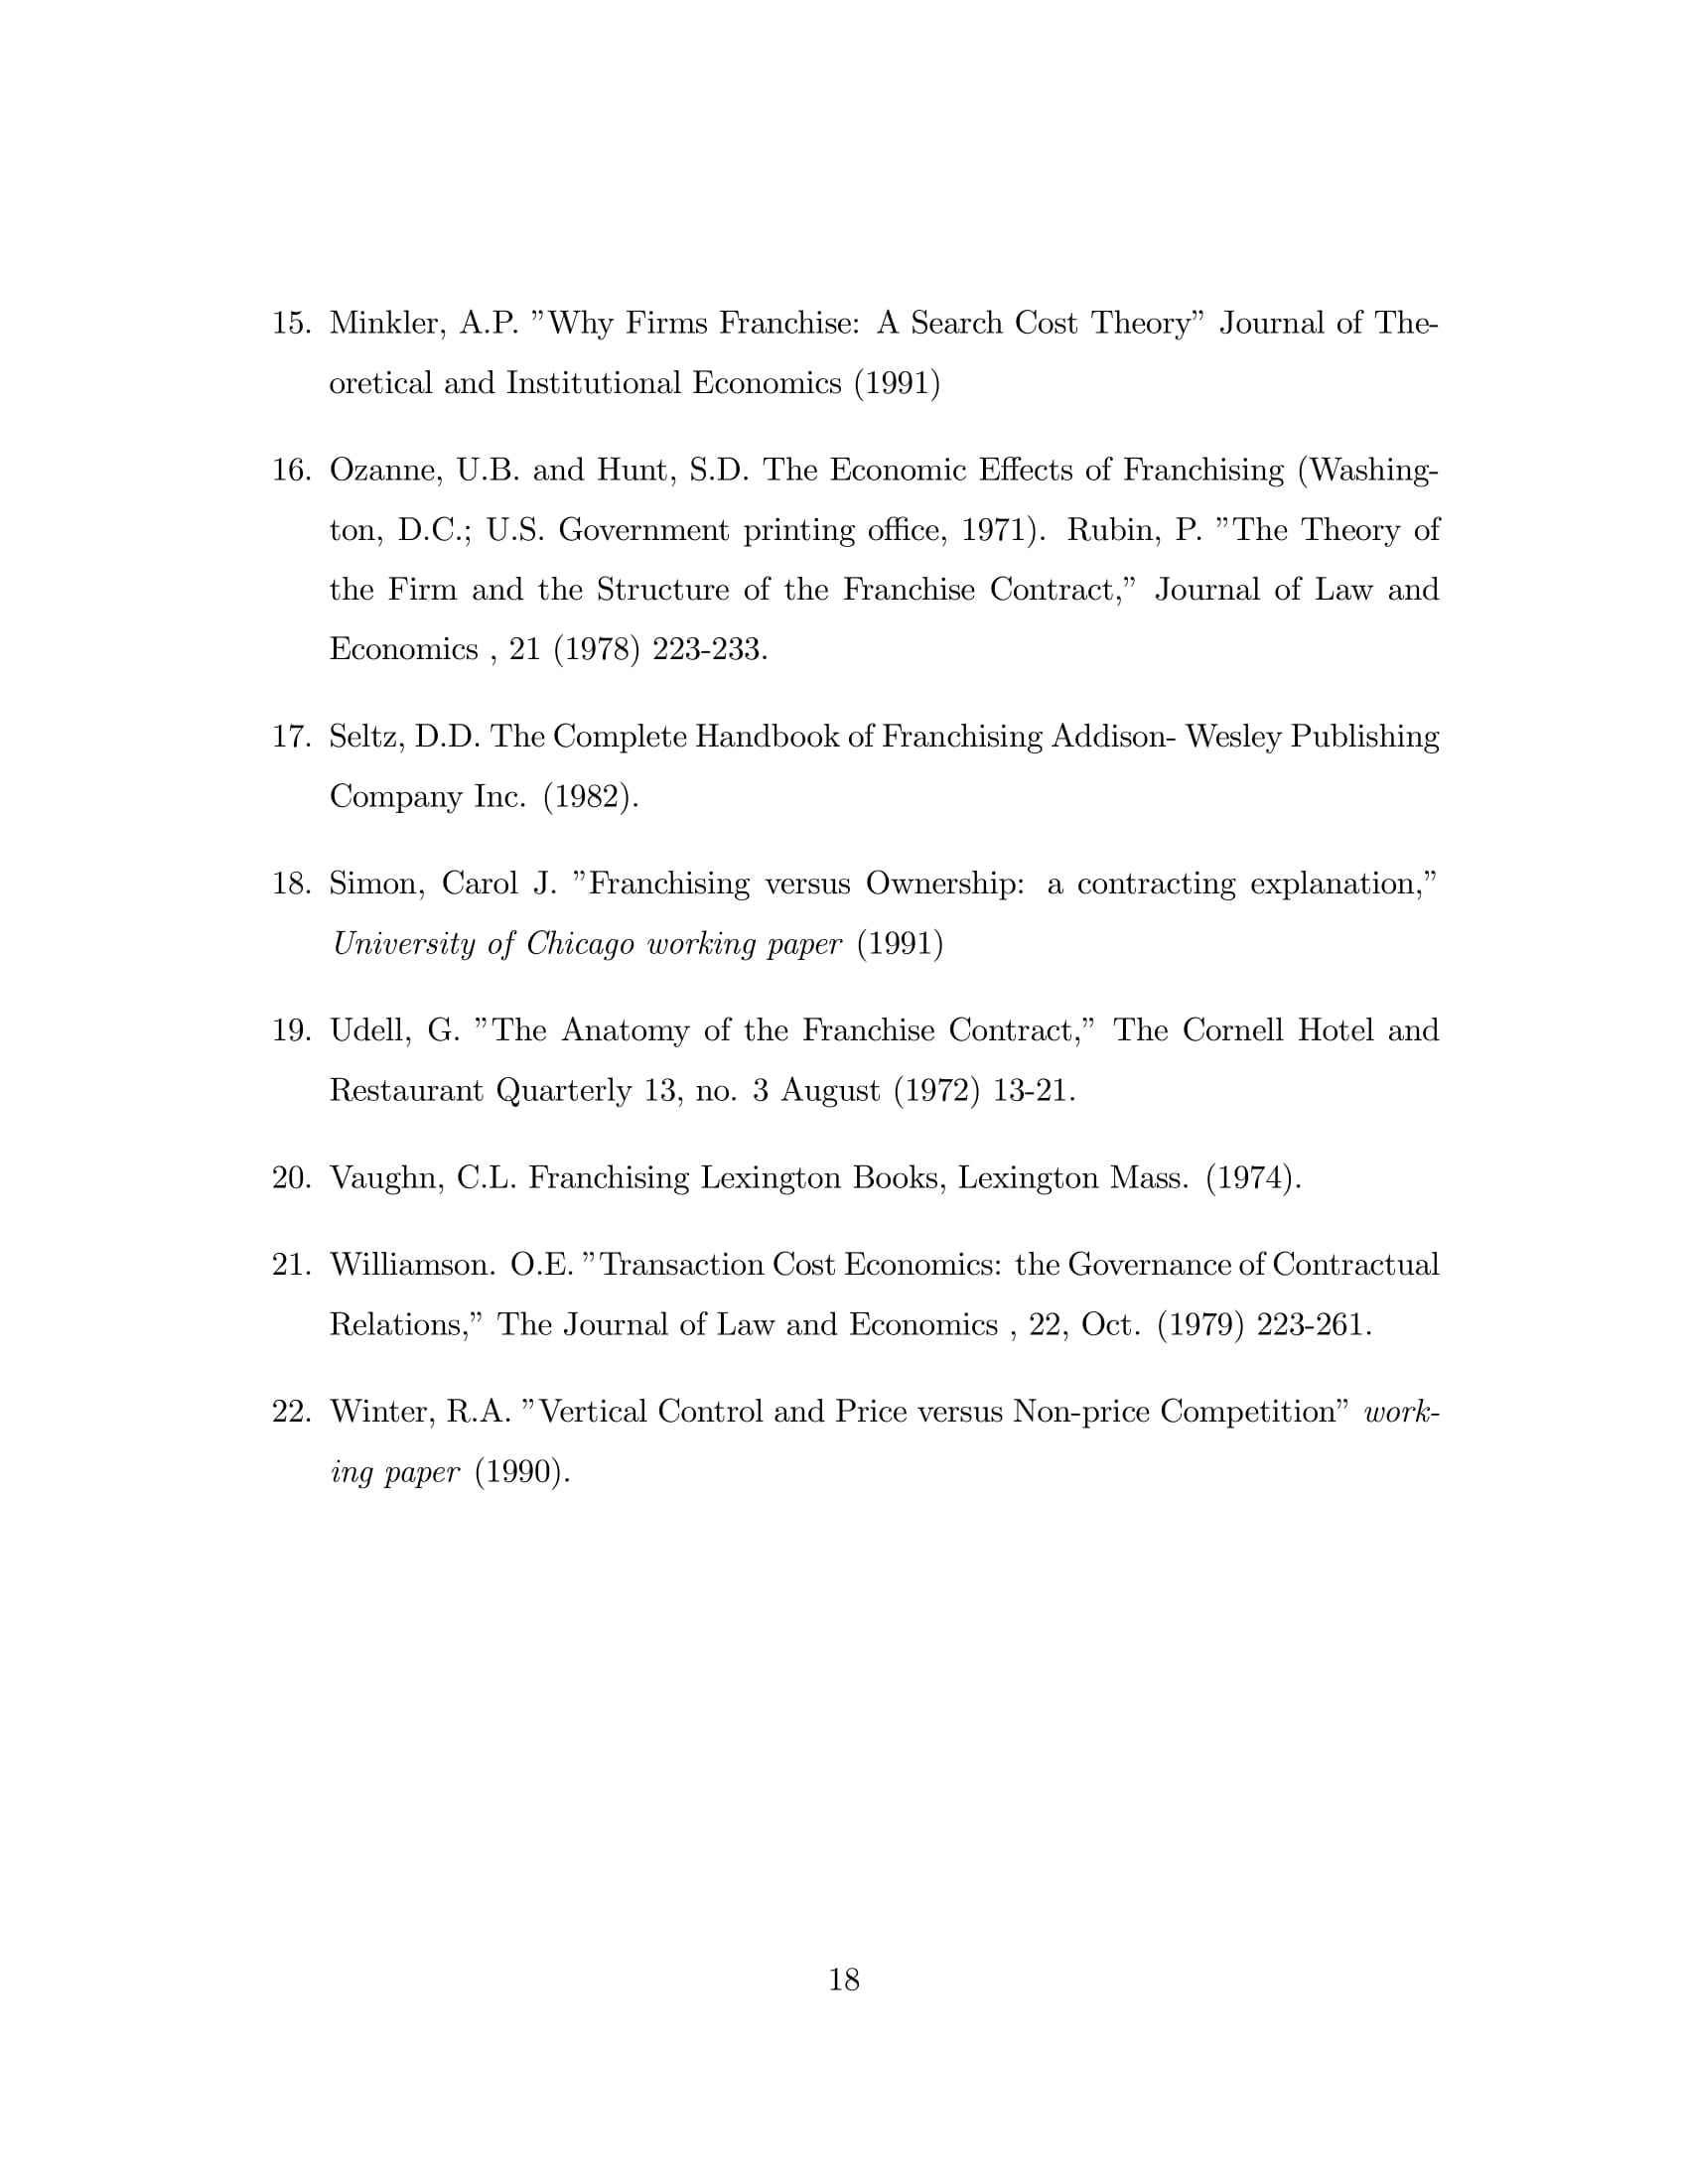 15. Minkler, A.P. ”Why Firms Franchise: A Search Cost Theory” Journal of The-
oretical and Institutional Economics (1991)
16. Ozanne, U.B. and Hunt, S.D. The Economic Effects of Franchising (Washing-
ton, D.C.; U.S. Government printing office, 1971). Rubin, P. ”The Theory of
the Firm and the Structure of the Franchise Contract,” Journal of Law and
Economics , 21 (1978) 223-233.
17. Seltz, D.D. The Complete Handbook of Franchising Addison- Wesley Publishing
Company Inc. (1982).
18. Simon, Carol J. ”Franchising versus Ownership: a contracting explanation,”
University of Chicago working paper (1991)
19. Udell, G. ”The Anatomy of the Franchise Contract,” The Cornell Hotel and
Restaurant Quarterly 13, no. 3 August (1972) 13-21.
20. Vaughn, C.L. Franchising Lexington Books, Lexington Mass. (1974).
21. Williamson. O.E. ”Transaction Cost Economics: the Governance of Contractual
Relations,” The Journal of Law and Economics , 22, Oct. (1979) 223-261.
22. Winter, R.A. ”Vertical Control and Price versus Non-price Competition” work-
ing paper (1990).
18